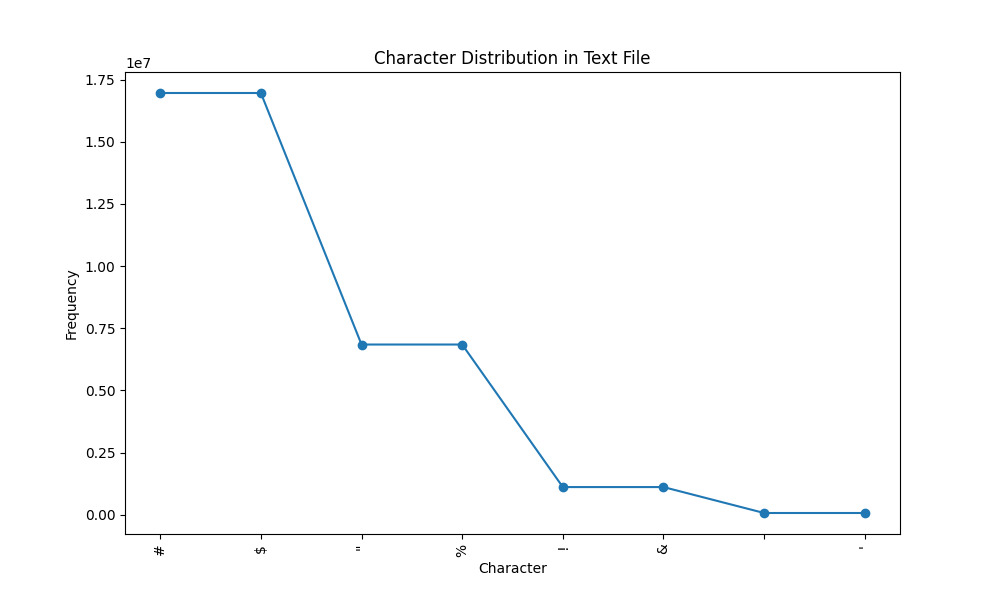 Character Distribution in Text File
1e7
1.75
1.50
1.25
1.00
0.75
0.50
0.25
0.00
Frequency
# $ " % ! & '
Character